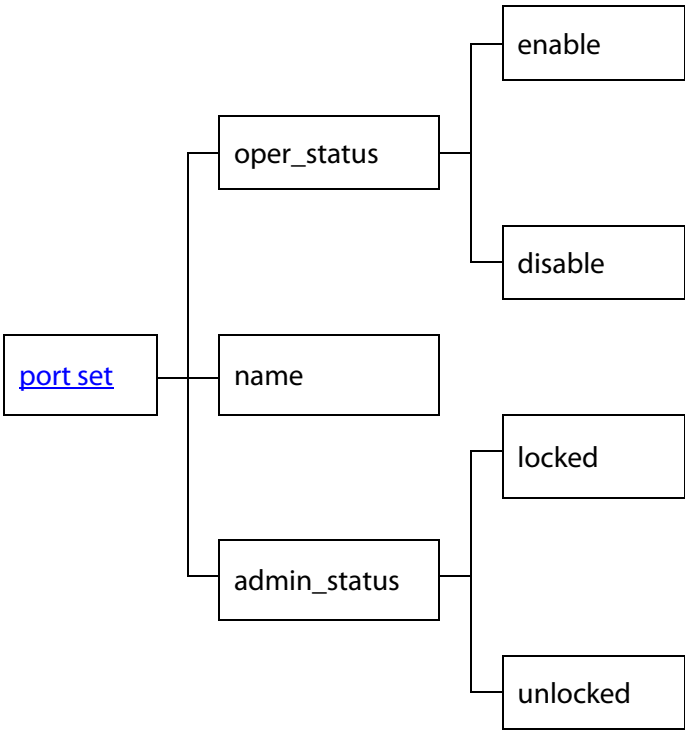 enable
oper_status
disable
port set
name
locked
admin_status
unlocked